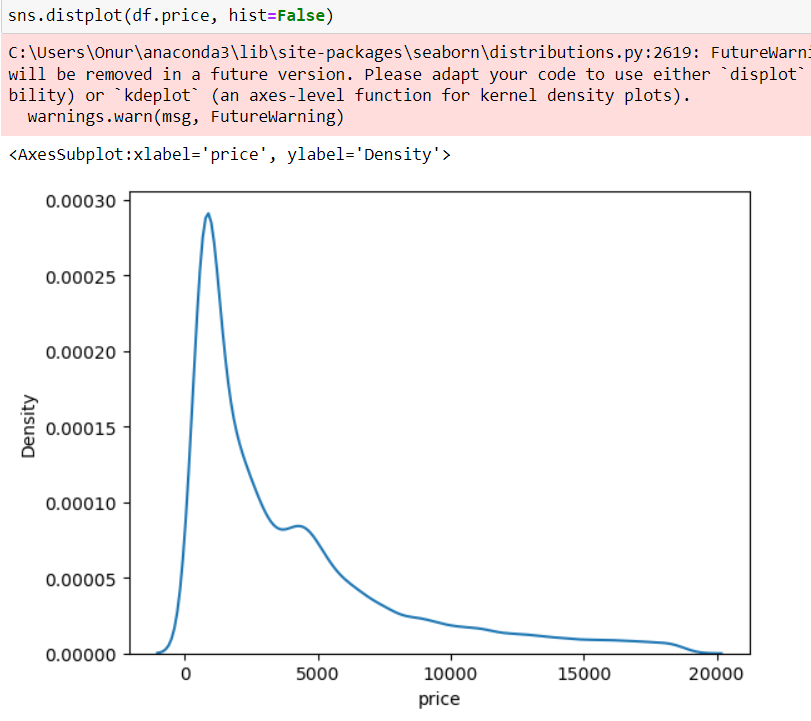 sns.distplot(df.price, hist=False)
C:\Users\Onur\anaconda3\lib\site-packages\seaborn\distributions.py:2619: FutureWarni
will be removed in a future version. Please adapt your code to use either `displot`
bility) or `kdeplot` (an axes-level function for kernel density plots).
warnings.warn(msg, FutureWarning)
<AxesSubplot:xlabel='price', ylabel='Density'>
0.00030
0.00025
0.00020
0.00015
0.00010
0.00005
0.00000
Density
0 5000 10000 15000 20000
price